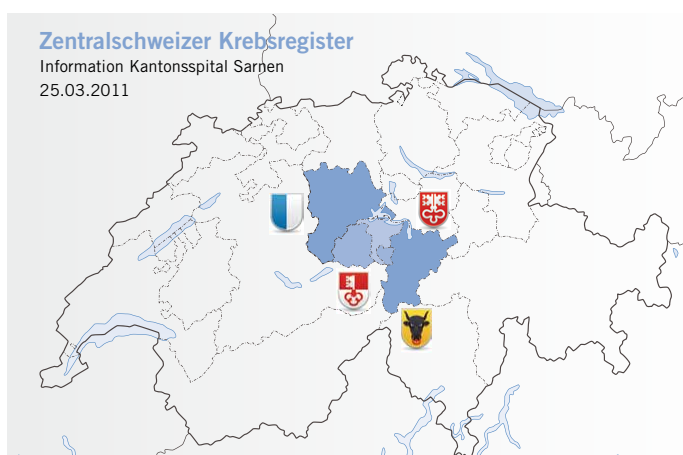 Zentralschweizer Krebsregister
Information Kantonsspital Sarnen
25.03.2011